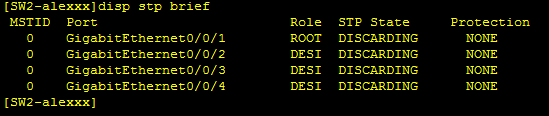 [SW2-alexxx]disp stp brief
MSTID Port Role STP State Protection
0 GigabitEthernet0/0/1 ROOT DISCARDING NONE
0 GigabitEthernet0/0/2 DESI DISCARDING NONE
0 GigabitEthernet0/0/3 DESI DISCARDING NONE
0 GigabitEthernet0/0/4 DESI DISCARDING NONE
[SW2-alexxx]